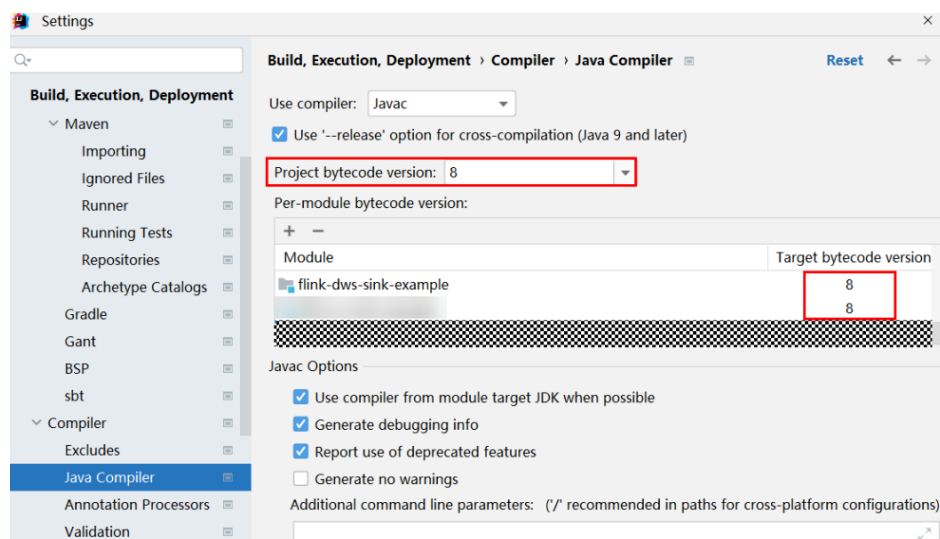 Settings
Build, Execution, Deployment
Maven
Importing
Ignored Files
Runner
Running Tests
Repositories
Archetype Catalogs
Gradle
Gant
BSP
sbt
Compiler
Excludes
Java Compiler
Annotation Processors
Validation
Build, Execution, Deployment › Compiler › Java Compiler
Reset
Use compiler: Javac
Use '--release' option for cross-compilation (Java 9 and later)
Project bytecode version: 8
Per-module bytecode version:
+ −
Module Target bytecode version
flink-dws-sink-example 8
8
Javac Options
Use compiler from module target JDK when possible
Generate debugging info
Report use of deprecated features
Generate no warnings
Additional command line parameters: ('/' recommended in paths for cross-platform configurations)